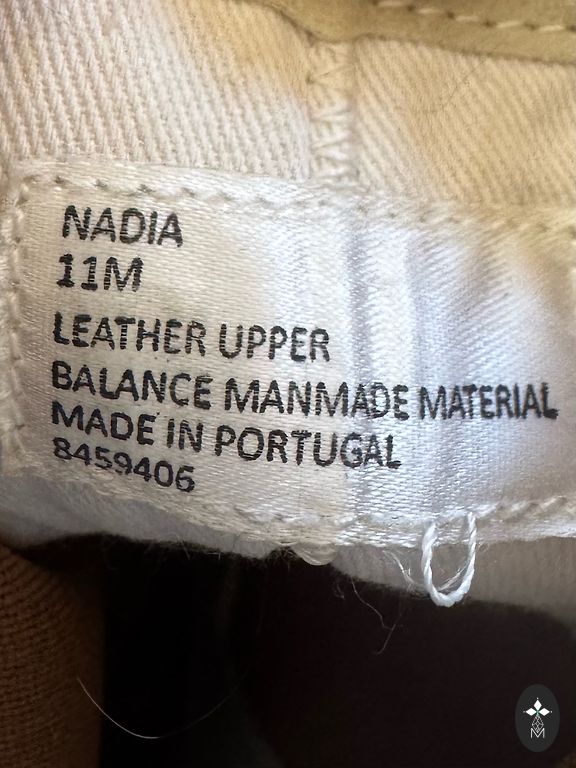 NADIA
11M
LEATHER UPPER
BALANCE MANMADE MATERIAL
MADE IN PORTUGAL
8459406
M